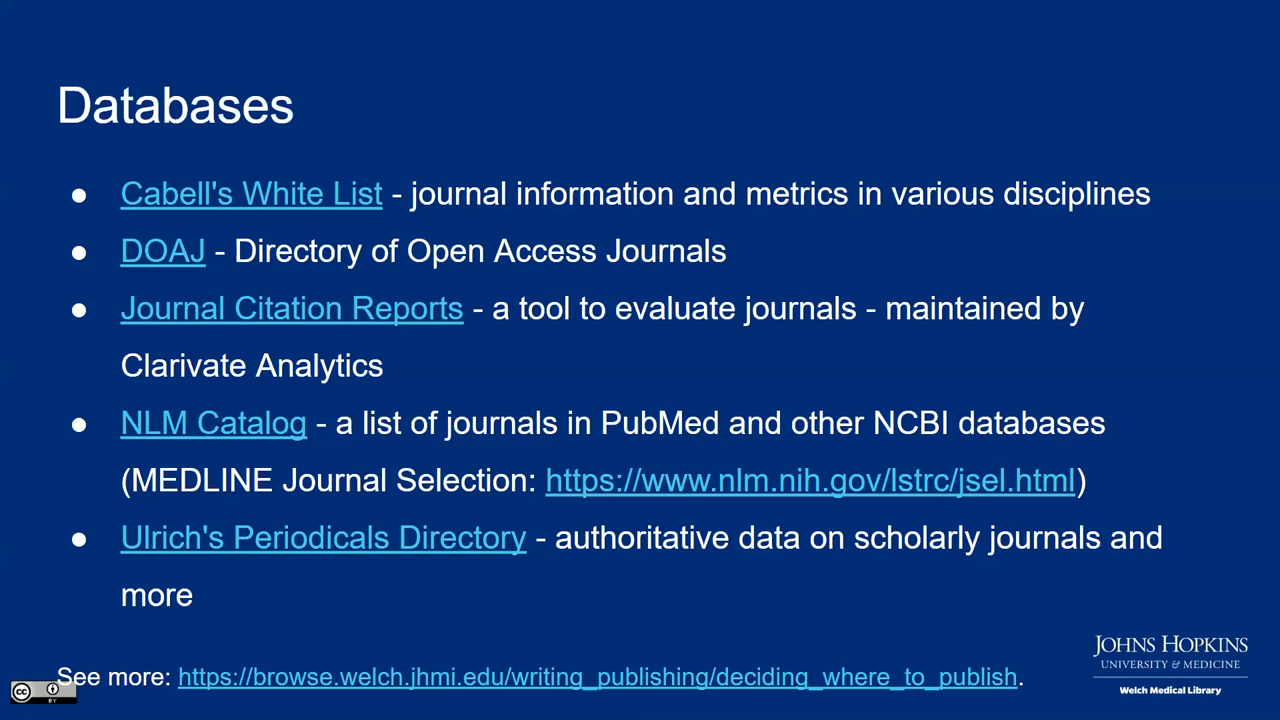 Databases
● Cabell's White List - journal information and metrics in various disciplines
● DOAJ - Directory of Open Access Journals
● Journal Citation Reports - a tool to evaluate journals - maintained by
Clarivate Analytics
● NLM Catalog - a list of journals in PubMed and other NCBI databases
(MEDLINE Journal Selection: https://www.nlm.nih.gov/lstrc/jsel.html)
● Ulrich's Periodicals Directory - authoritative data on scholarly journals and
more
See more: https://browse.welch.jhmi.edu/writing_publishing/deciding_where_to_publish.
cc
BY
JOHNS HOPKINS
UNIVERSITY & MEDICINE
Welch Medical Library